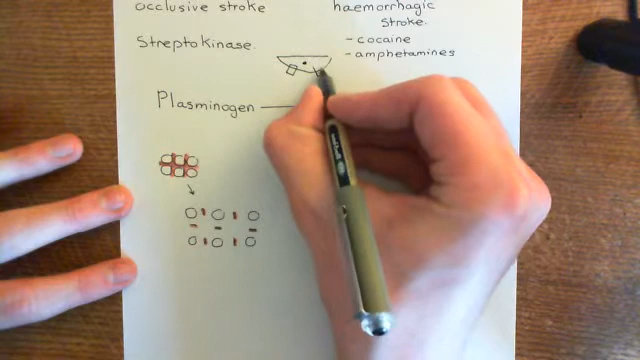 occlusive stroke
haemorrhagic
stroke.
- cocaine
- amphetamines
Streptokinase.
Plasminogen